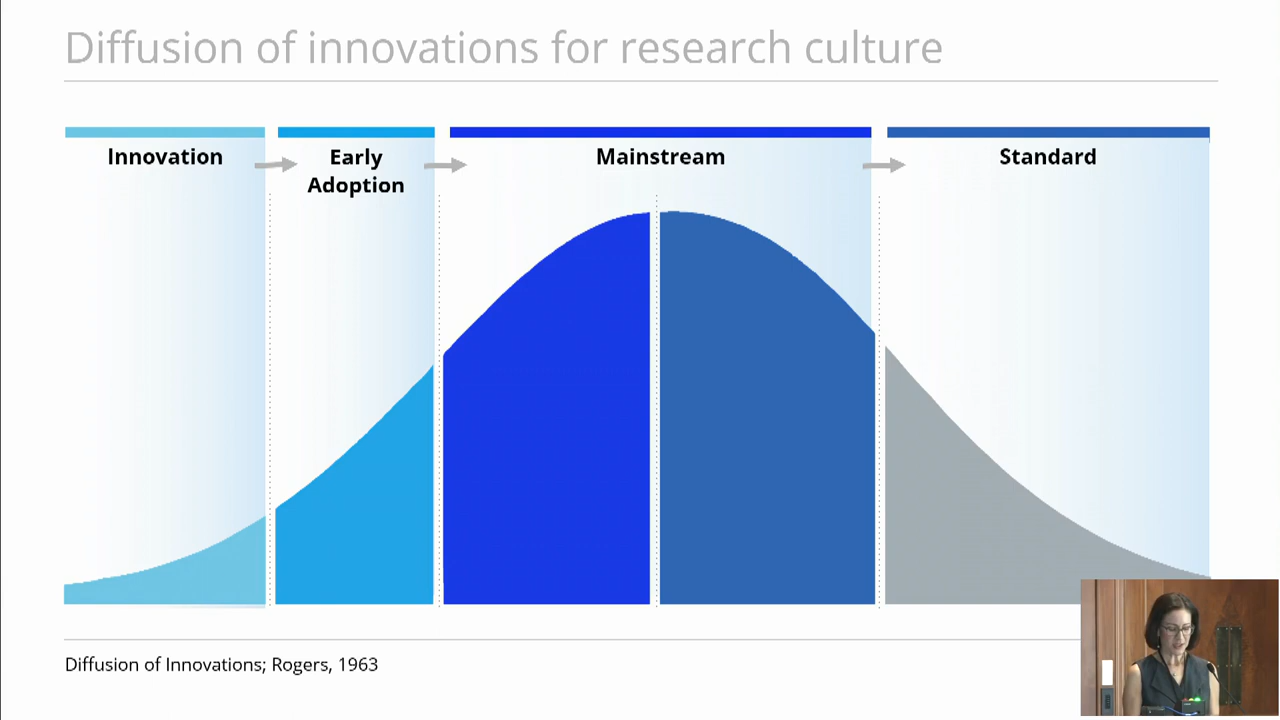 Diffusion of innovations for research culture
Innovation
Early
Adoption
Mainstream
Standard
Diffusion of Innovations; Rogers, 1963